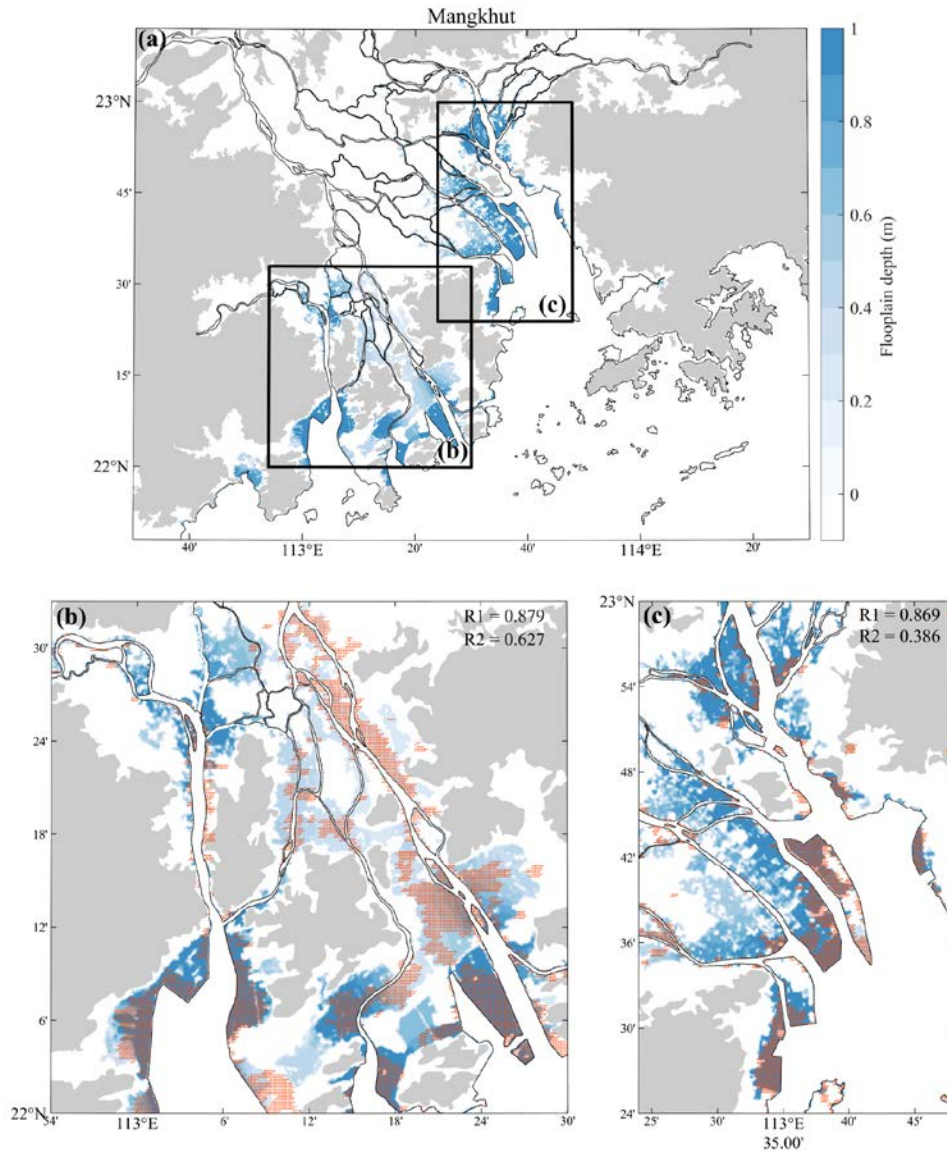 Mangkhut
(a)
23°N
45'
30'
15'
22°N
40'
113°E
20'
40'
114°E
20'
(c)
(b)
1
0.8
0.6
0.4
0.2
0
Flooplain depth (m)
(b)
R1 = 0.879
R2 = 0.627
30'
24'
18'
12'
6'
22°N
54'
113°E
6'
12'
18'
24'
30'
(c)
R1 = 0.869
R2 = 0.386
23°N
54'
48'
42'
36'
30'
24'
25'
30'
113°E
35.00'
40'
45'